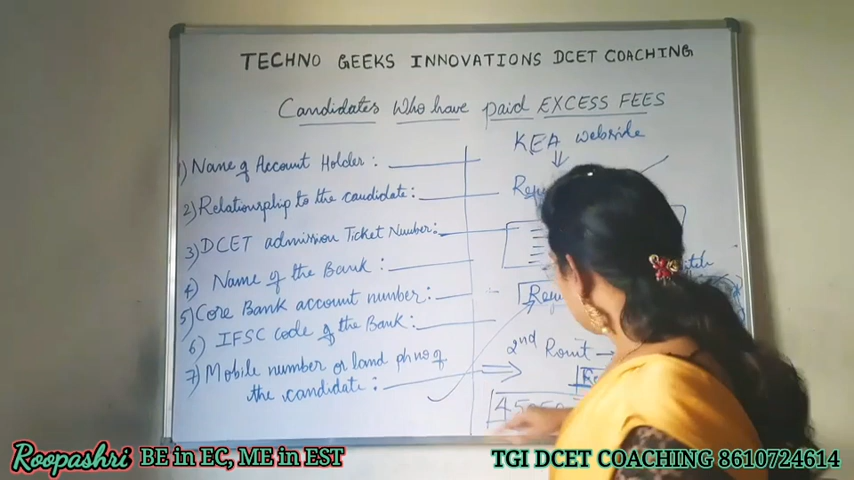 TECHNO GEEKS INNOVATIONS DCET COACHING
Candidates Who have paid EXCESS FEES
KEA webside
1) Name of Account Holder :
2) Relationship to the candidate :
3) DCET admission Ticket Number :
4) Name of the Bank :
5) Core Bank account number :
6) IFSC code of the Bank :
7) Mobile number or land ph no of
the candidate :
2nd
Roopashri BE in EC, ME in EST
TGI DCET COACHING 8610724614